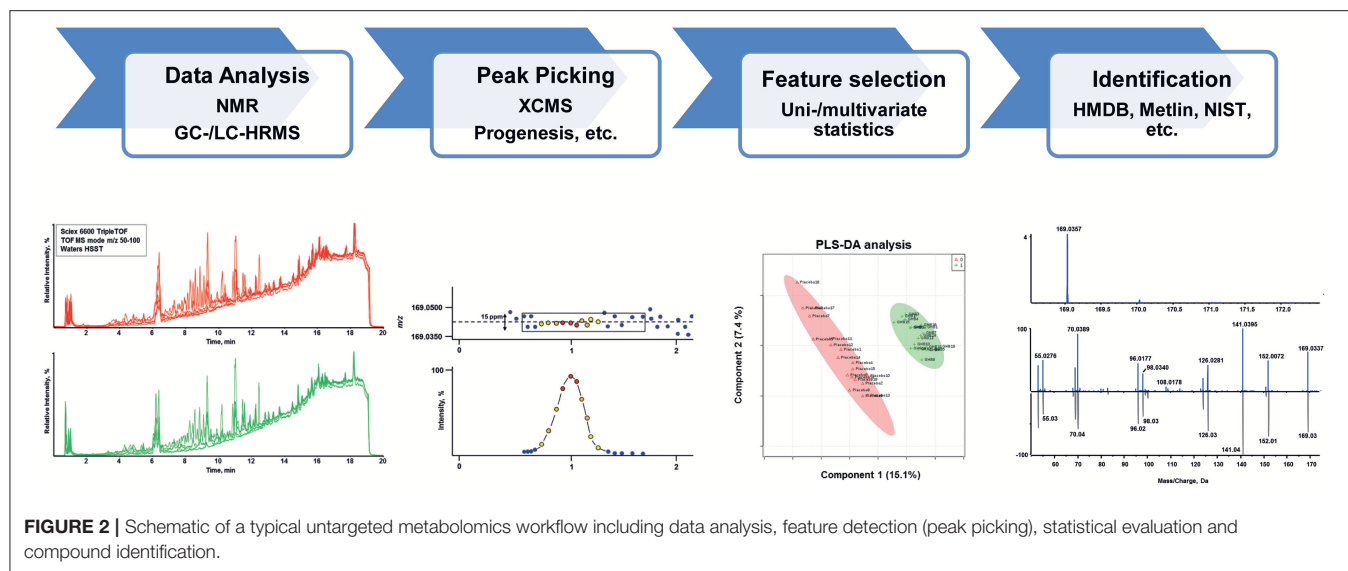 Data Analysis
NMR
GC-/LC-HRMS
Peak Picking
XCMS
Progenesis, etc.
Feature selection
Uni-/multivariate
statistics
Identification
HMDB, Metlin, NIST,
etc.
Sciex 6600 TripleTOF
TOF MS mode m/z 50-100
Waters HSST
Relative Intensity, %
2 4 6 8 10 12 14 16 18 20
Time, min
Relative Intensity, %
2 4 6 8 10 12 14 16 18 20
Time, min
m/z
169.0500
15 ppm
169.0350
0 1 2
100
Intensity, %
0 1 2
PLS-DA analysis
0
1
Component 2 (7.4 %)
Component 1 (15.1%)
4
169.0357
169.0 169.5 170.0 170.5 171.0 171.5 172.0
100
141.0395
70.0389
169.0337
152.0072
55.0276
96.0177
126.0281
98.0340
108.0178
0
55.03
70.04
96.02
98.03
126.03
152.01
169.03
141.04
-100
60 70 80 90 100 110 120 130 140 150 160 170
Mass/Charge, Da
FIGURE 2 | Schematic of a typical untargeted metabolomics workflow including data analysis, feature detection (peak picking), statistical evaluation and
compound identification.